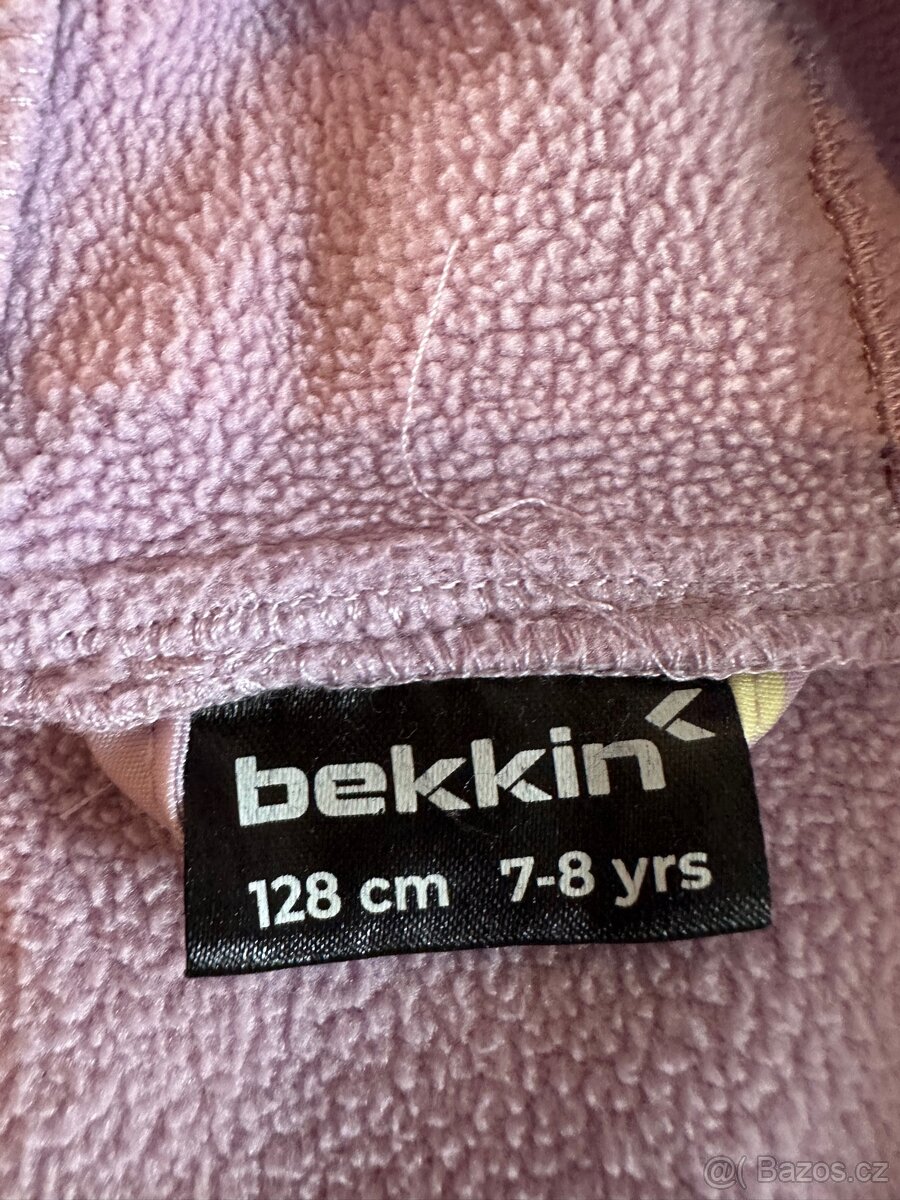 bekkin
128 cm 7-8 yrs
@( Bazos.cz